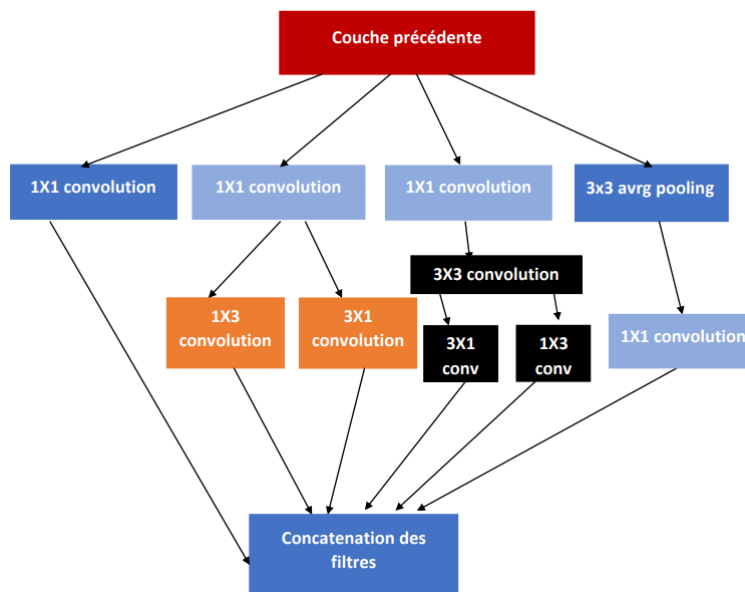 Couche précédente
1X1 convolution
1X1 convolution
1X1 convolution
3x3 avrg pooling
3X3 convolution
1X3
convolution
3X1
convolution
3X1
conv
1X3
conv
1X1 convolution
Concatenation des
filtres